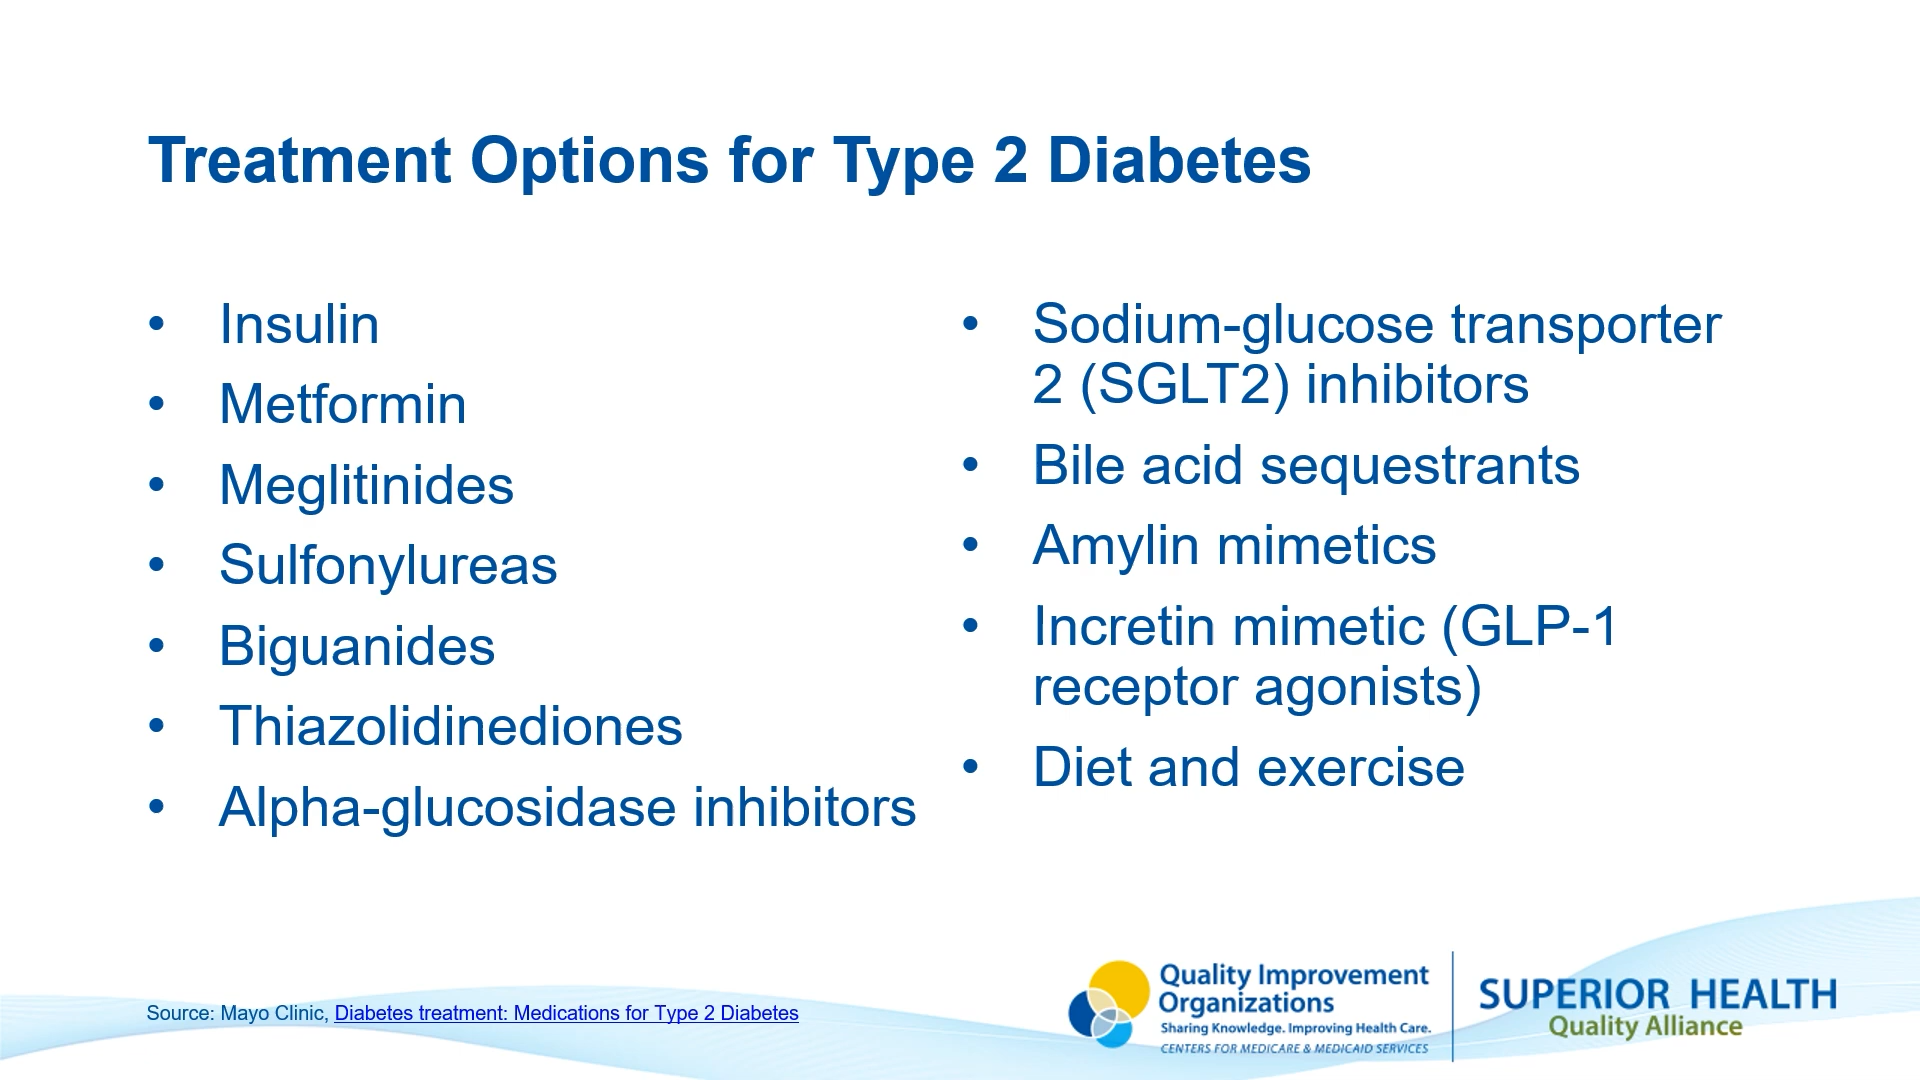 Treatment Options for Type 2 Diabetes
• Insulin
• Metformin
• Meglitinides
• Sulfonylureas
• Biguanides
• Thiazolidinediones
• Alpha-glucosidase inhibitors
• Sodium-glucose transporter
2 (SGLT2) inhibitors
• Bile acid sequestrants
• Amylin mimetics
• Incretin mimetic (GLP-1
receptor agonists)
• Diet and exercise
Source: Mayo Clinic, Diabetes treatment: Medications for Type 2 Diabetes
Quality Improvement
Organizations
Sharing Knowledge. Improving Health Care.
CENTERS FOR MEDICARE & MEDICAID SERVICES
SUPERIOR HEALTH
Quality Alliance